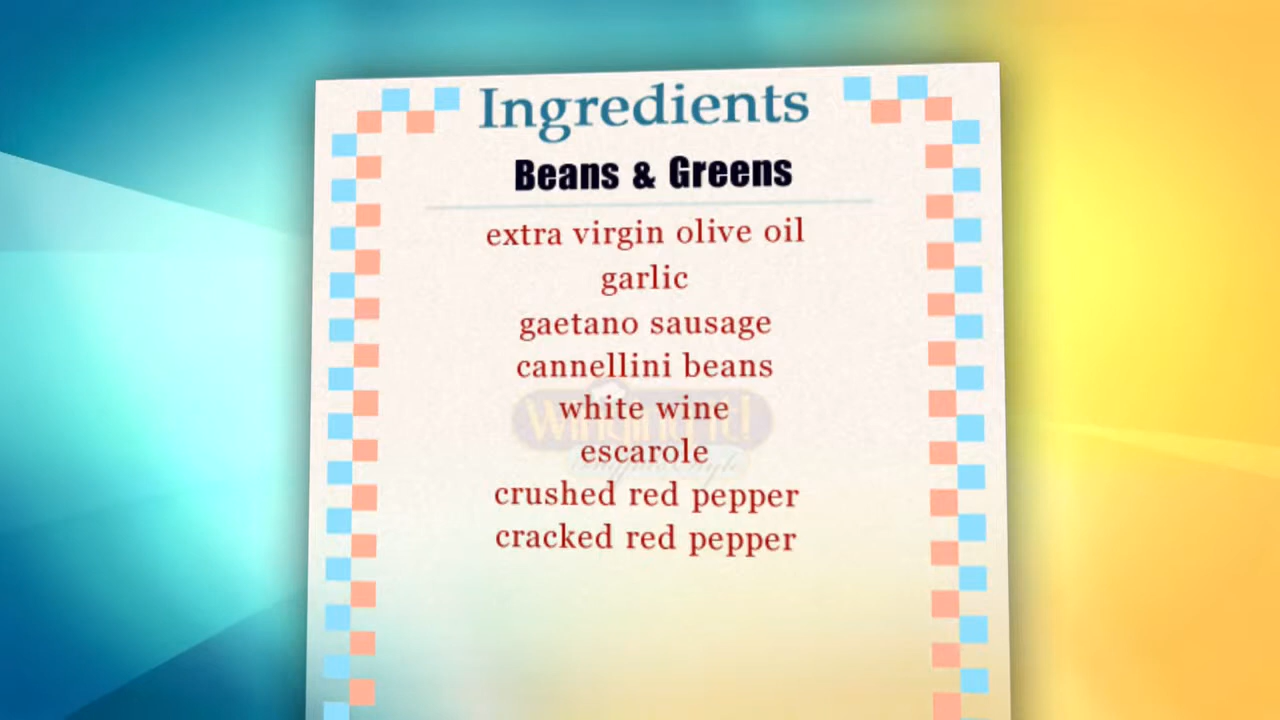 Ingredients
Beans & Greens
extra virgin olive oil
garlic
gaetano sausage
cannellini beans
white wine
escarole
crushed red pepper
cracked red pepper